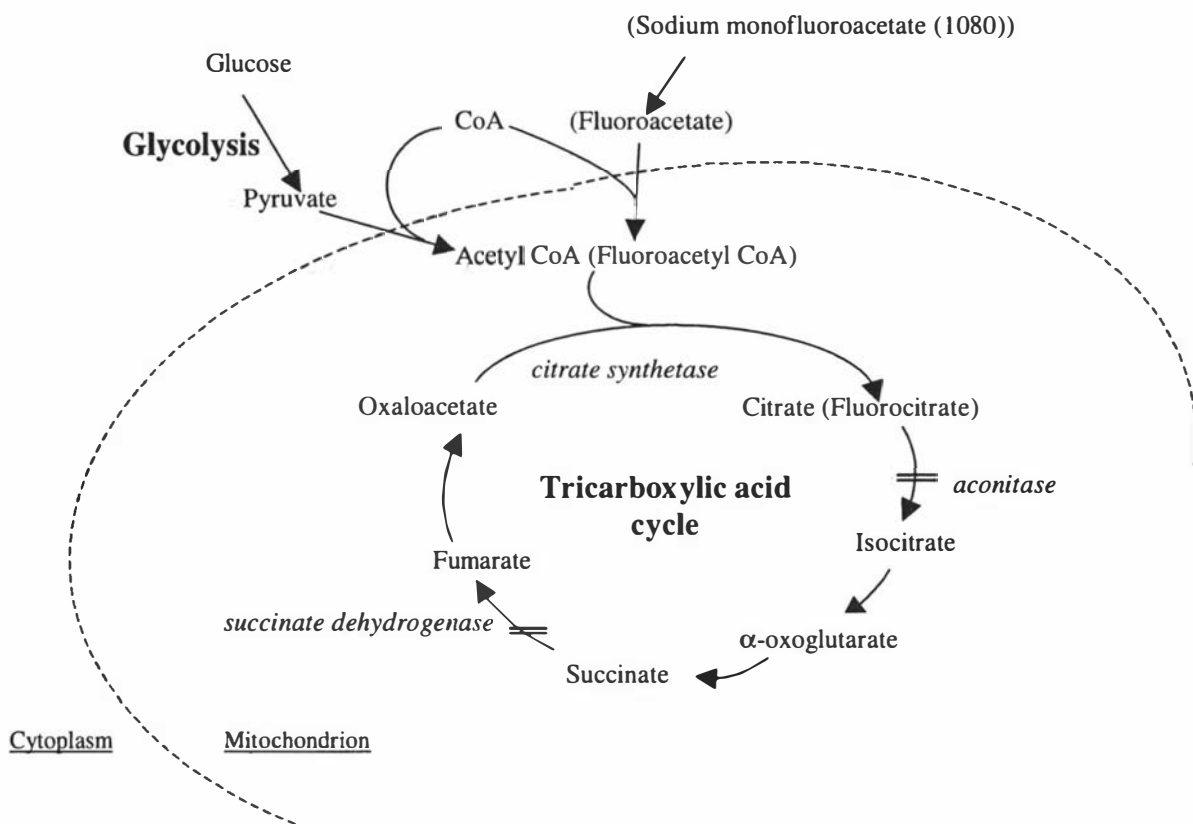 (Sodium monofluoroacetate (1080))
Glucose
CoA
(Fluoroacetate)
Glycolysis
Pyruvate
Acetyl CoA (Fluoroacetyl CoA)
citrate synthetase
Oxaloacetate
Citrate (Fluorocitrate)
Tricarboxylic acid
cycle
aconitase
Isocitrate
Fumarate
succinate dehydrogenase
α-oxoglutarate
Succinate
Cytoplasm
Mitochondrion